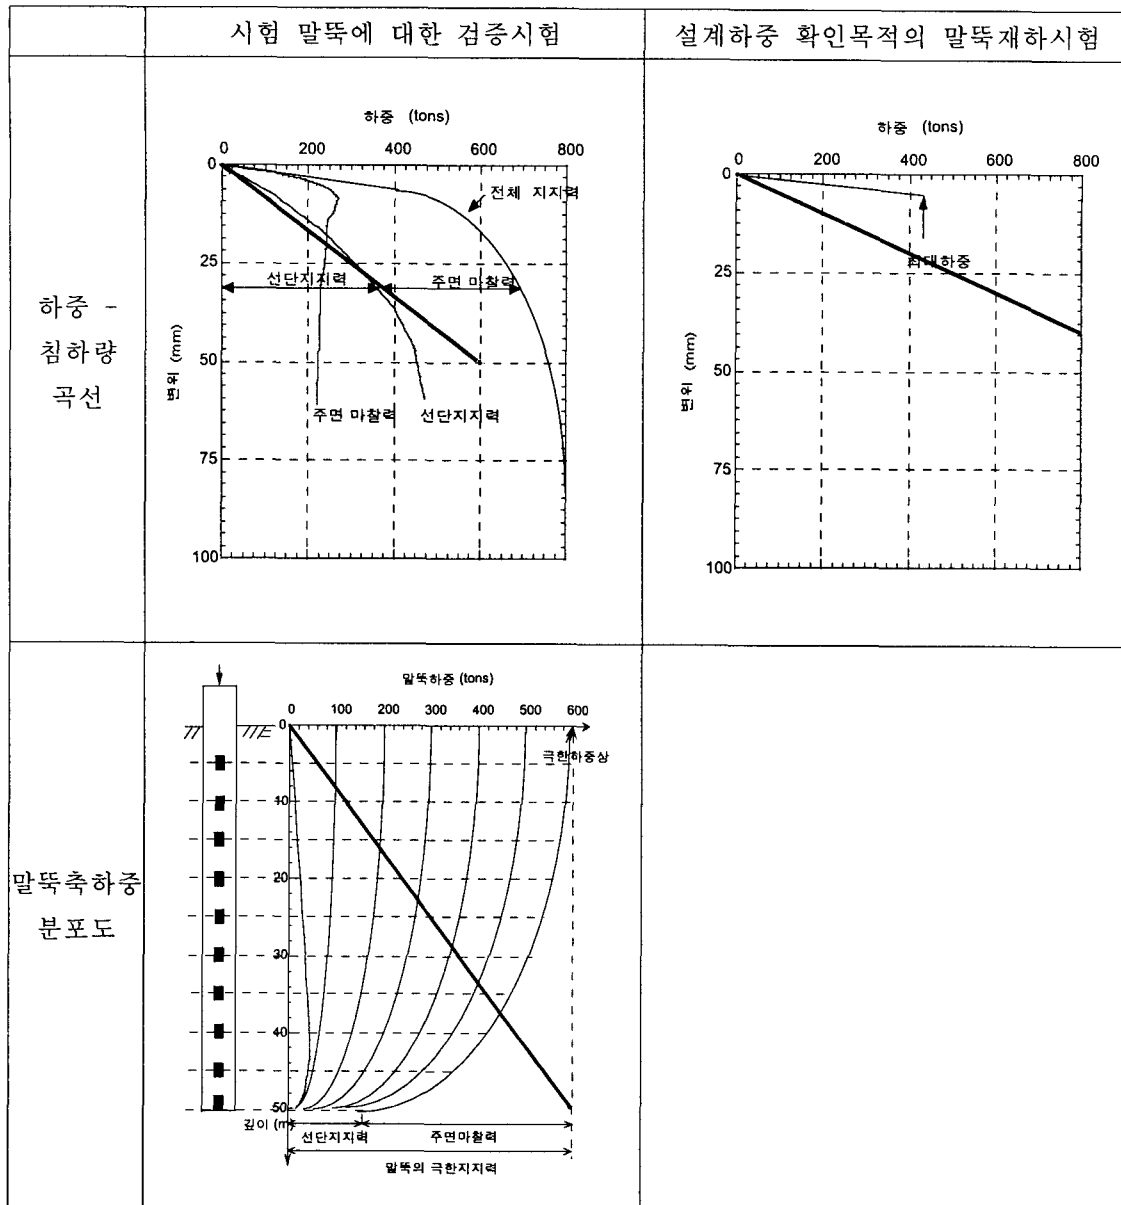 시험 말뚝에 대한 검증시험
설계하중 확인목적의 말뚝재하시험
하중 -
침하량
곡선
하중 (tons)
0 200 400 600 800
0
25
50
75
100
변위 (mm)
전체 지지력
선단지지력
주면 마찰력
주면 마찰력
선단지지력
하중 (tons)
0 200 400 600 800
0
25
50
75
100
변위 (mm)
최대하중
말뚝축하중
분포도
말뚝하중 (tons)
0 100 200 300 400 500 600
0
10
20
30
40
50
극한하중상
깊이 (m)
선단지지력
주면마찰력
말뚝의 극한지지력